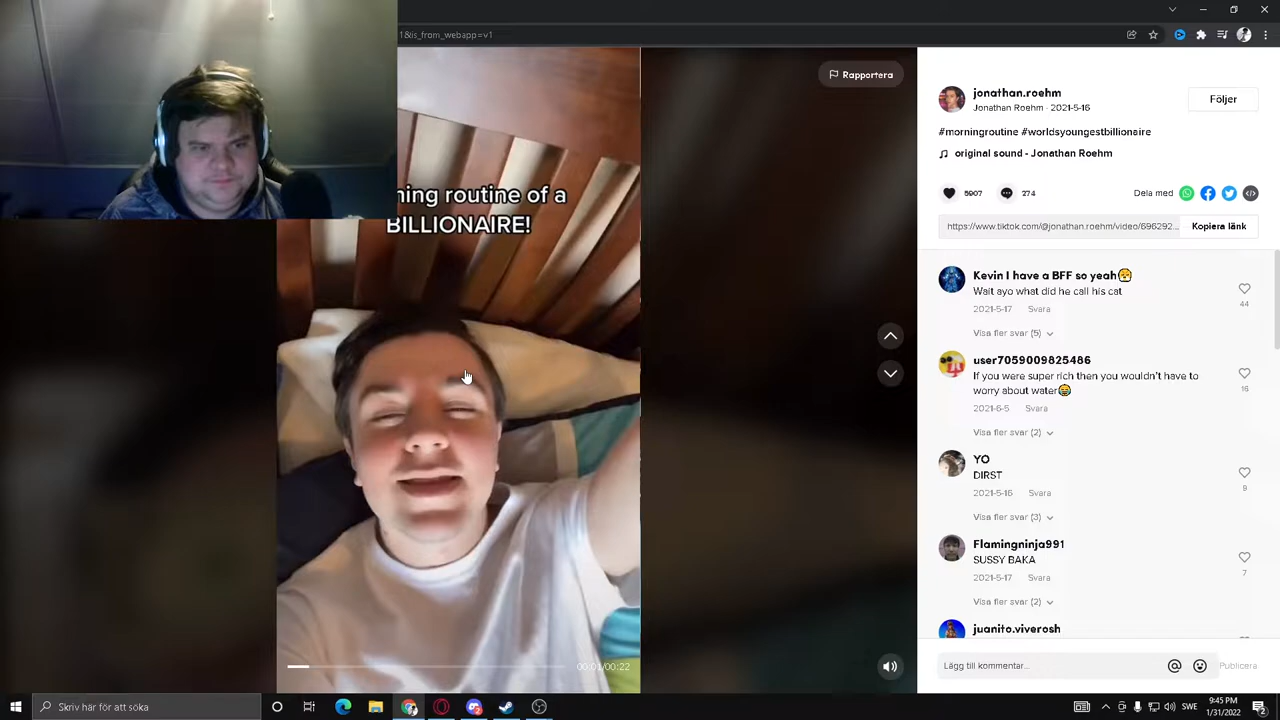 1&is_from_webapp=v1
Rapportera
ning routine of a
BILLIONAIRE!
00:01/00:22
jonathan.roehm
Jonathan Roehm · 2021-5-16
Följer
#morningroutine #worldsyoungestbillionaire
original sound - Jonathan Roehm
5907
274
Dela med
https://www.tiktok.com/@jonathan.roehm/video/696292...
Kopiera länk
Kevin I have a BFF so yeah
Wait ayo what did he call his cat
2021-5-17 Svara
44
Visa fler svar (5)
user7059009825486
If you were super rich then you wouldn't have to
worry about water😂
2021-6-5 Svara
16
Visa fler svar (2)
YO
DIRST
2021-5-16 Svara
9
Visa fler svar (3)
Flamingninja991
SUSSY BAKA
2021-5-17 Svara
7
Visa fler svar (2)
juanito.viverosh
Lägg till kommentar...
Publicera
Skriv här för att söka
SWE
9:45 PM
1/31/2022